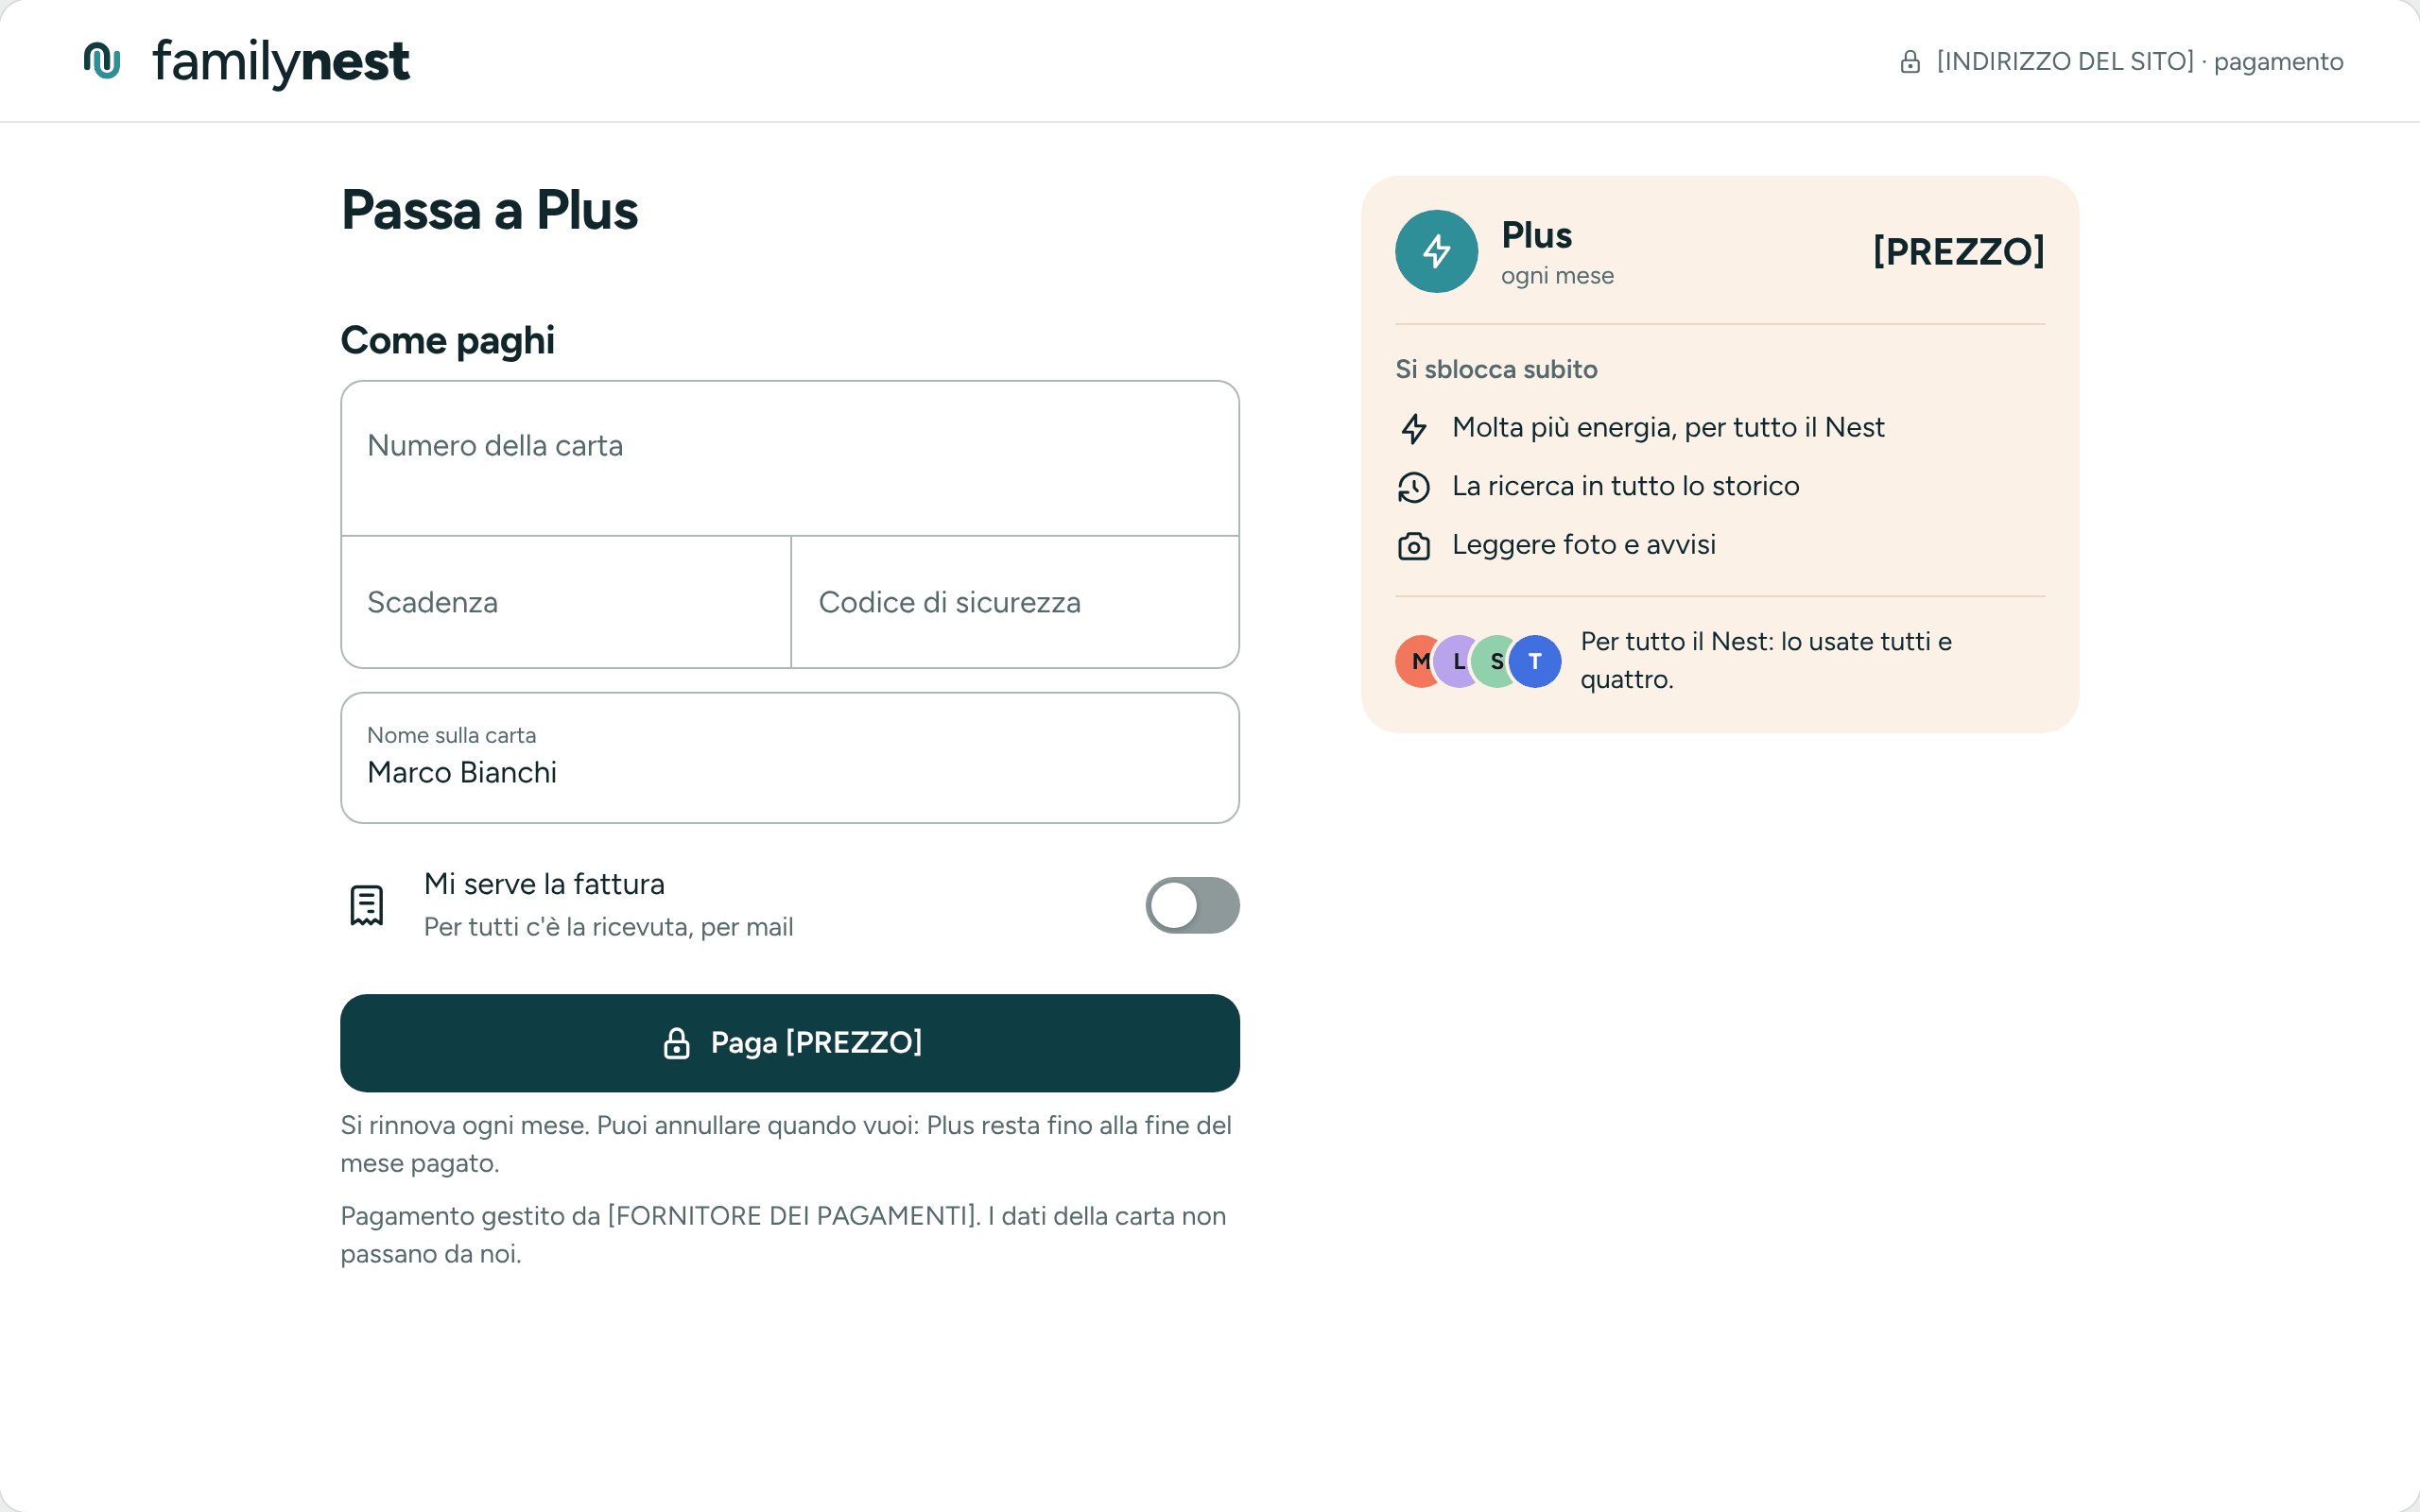 familynest
[INDIRIZZO DEL SITO] · pagamento
Passa a Plus
Come paghi
Numero della carta
Scadenza
Codice di sicurezza
Nome sulla carta
Marco Bianchi
Mi serve la fattura
Per tutti c'è la ricevuta, per mail
Paga [PREZZO]
Si rinnova ogni mese. Puoi annullare quando vuoi: Plus resta fino alla fine del
mese pagato.
Pagamento gestito da [FORNITORE DEI PAGAMENTI]. I dati della carta non
passano da noi.
Plus
ogni mese
[PREZZO]
Si sblocca subito
Molta più energia, per tutto il Nest
La ricerca in tutto lo storico
Leggere foto e avvisi
M L S T
Per tutto il Nest: lo usate tutti e
quattro.